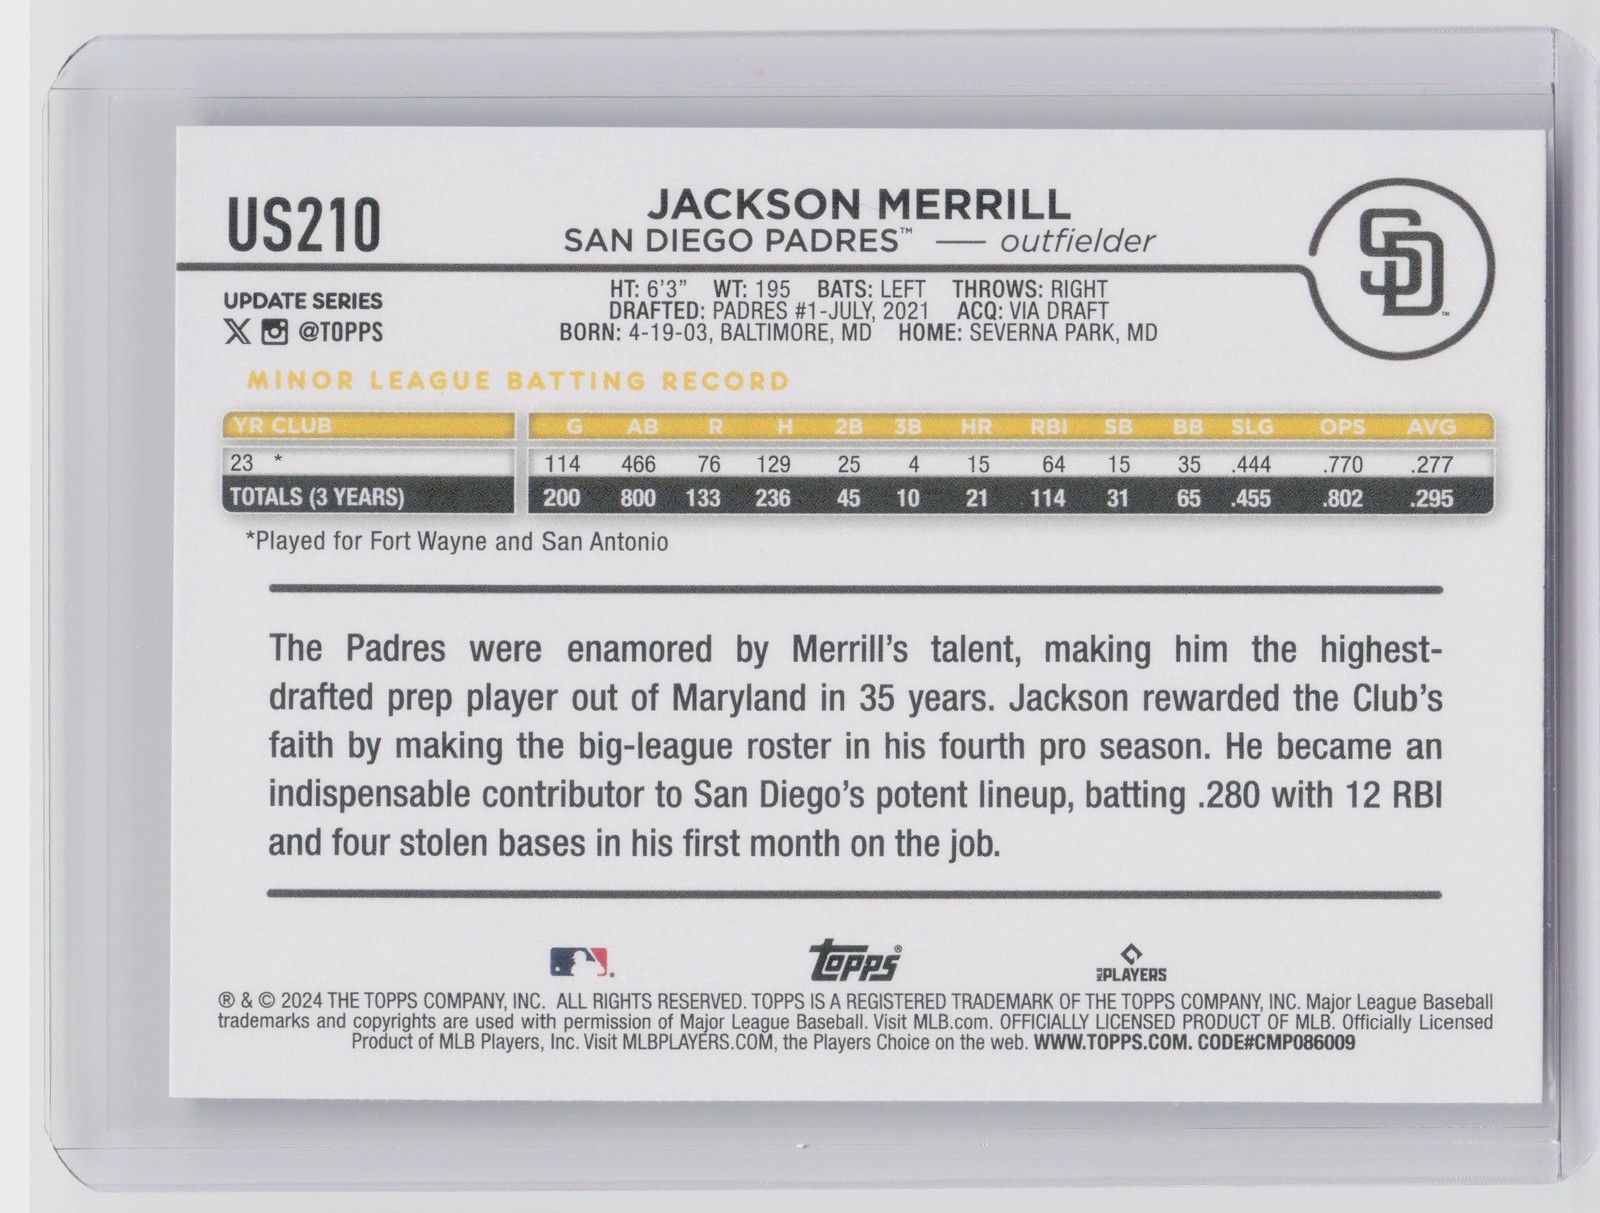 US210
JACKSON MERRILL
SAN DIEGO PADRES™ — outfielder
SD™
UPDATE SERIES
@TOPPS
HT: 6'3" WT: 195 BATS: LEFT THROWS: RIGHT
DRAFTED: PADRES #1-JULY, 2021 ACQ: VIA DRAFT
BORN: 4-19-03, BALTIMORE, MD HOME: SEVERNA PARK, MD
MINOR LEAGUE BATTING RECORD
YR CLUB G AB R H 2B 3B HR RBI SB BB SLG OPS AVG
23 * 114 466 76 129 25 4 15 64 15 35 .444 .770 .277
TOTALS (3 YEARS) 200 800 133 236 45 10 21 114 31 65 .455 .802 .295
*Played for Fort Wayne and San Antonio
The Padres were enamored by Merrill's talent, making him the highest-
drafted prep player out of Maryland in 35 years. Jackson rewarded the Club's
faith by making the big-league roster in his fourth pro season. He became an
indispensable contributor to San Diego's potent lineup, batting .280 with 12 RBI
and four stolen bases in his first month on the job.
Topps®
MLB PLAYERS
® & © 2024 THE TOPPS COMPANY, INC. ALL RIGHTS RESERVED. TOPPS IS A REGISTERED TRADEMARK OF THE TOPPS COMPANY, INC. Major League Baseball
trademarks and copyrights are used with permission of Major League Baseball. Visit MLB.com. OFFICIALLY LICENSED PRODUCT OF MLB. Officially Licensed
Product of MLB Players, Inc. Visit MLBPLAYERS.COM, the Players Choice on the web. WWW.TOPPS.COM. CODE#CMP086009